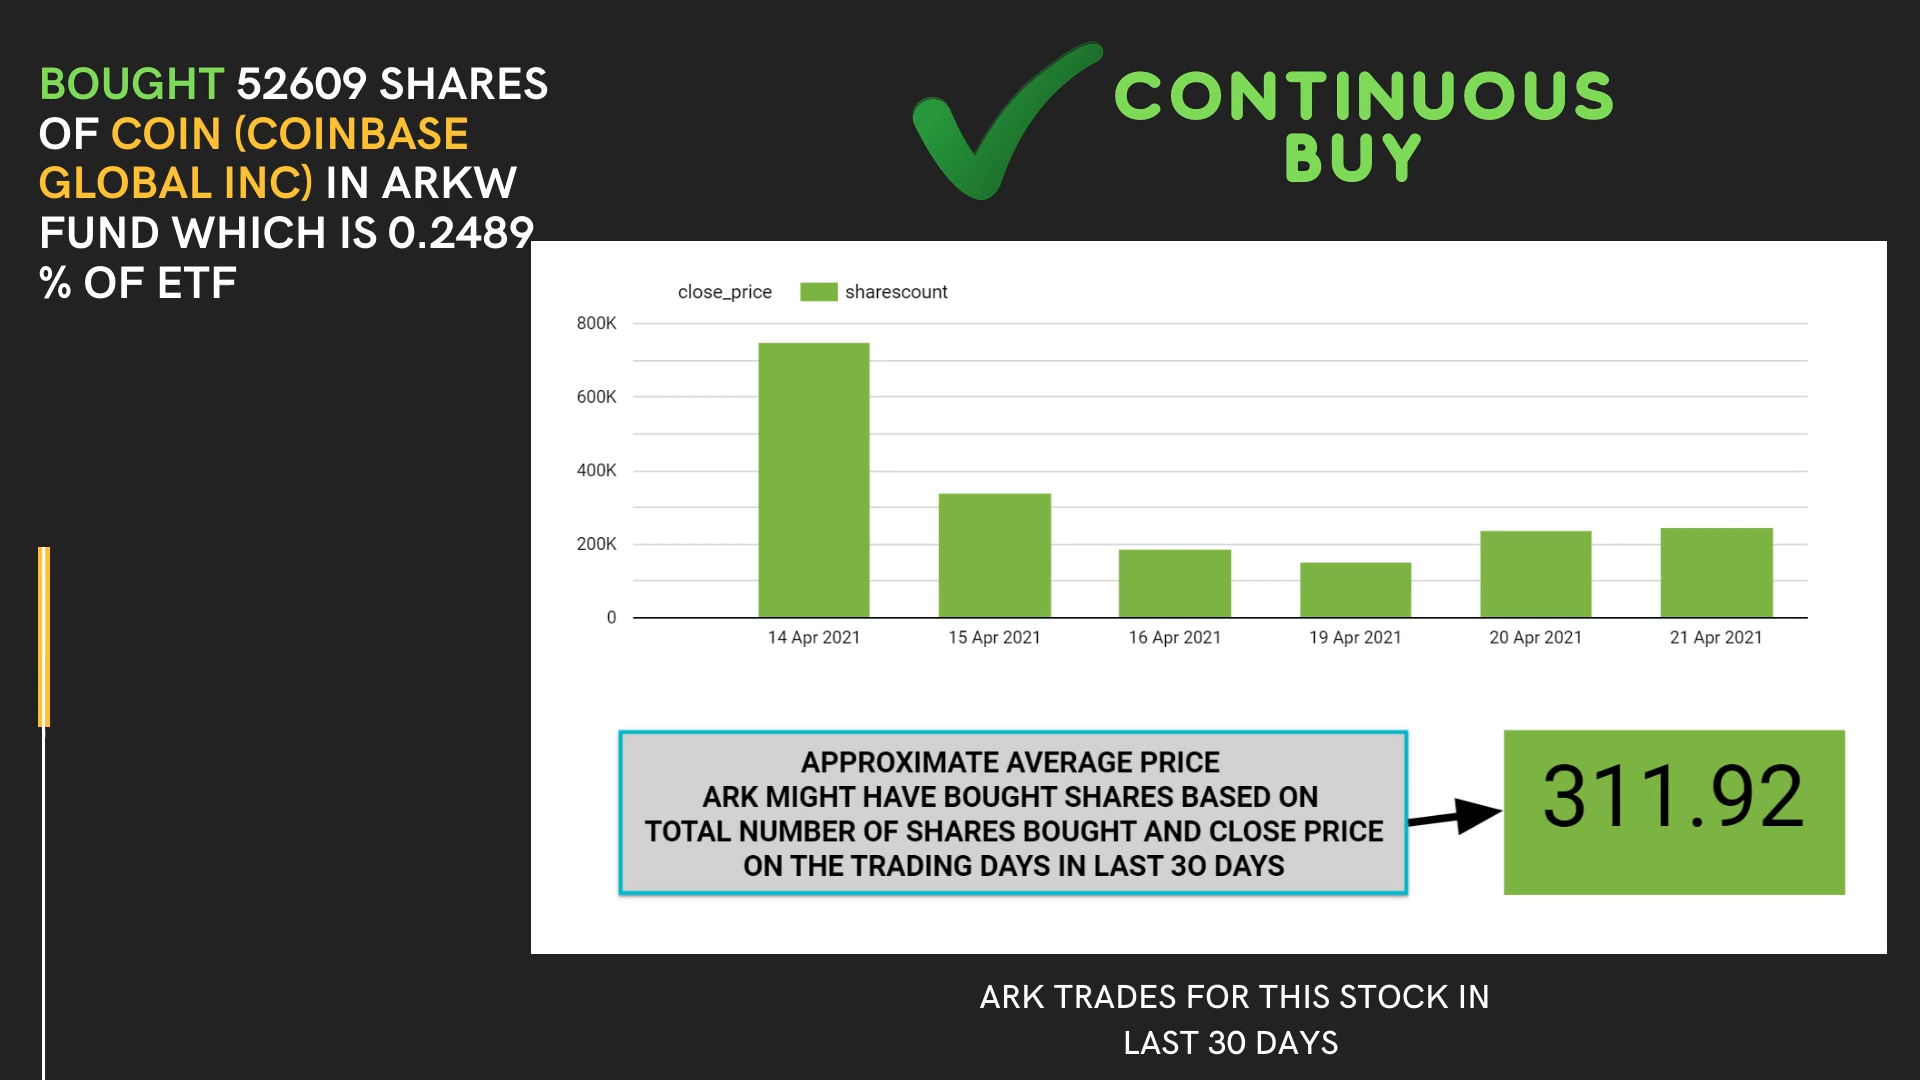 BOUGHT 52609 SHARES
OF COIN (COINBASE
GLOBAL INC) IN ARKW
FUND WHICH IS 0.2489
% OF ETF
CONTINUOUS
BUY
close_price sharescount
800K
600K
400K
200K
0
14 Apr 2021 15 Apr 2021 16 Apr 2021 19 Apr 2021 20 Apr 2021 21 Apr 2021
APPROXIMATE AVERAGE PRICE
ARK MIGHT HAVE BOUGHT SHARES BASED ON
TOTAL NUMBER OF SHARES BOUGHT AND CLOSE PRICE
ON THE TRADING DAYS IN LAST 30 DAYS
311.92
ARK TRADES FOR THIS STOCK IN
LAST 30 DAYS